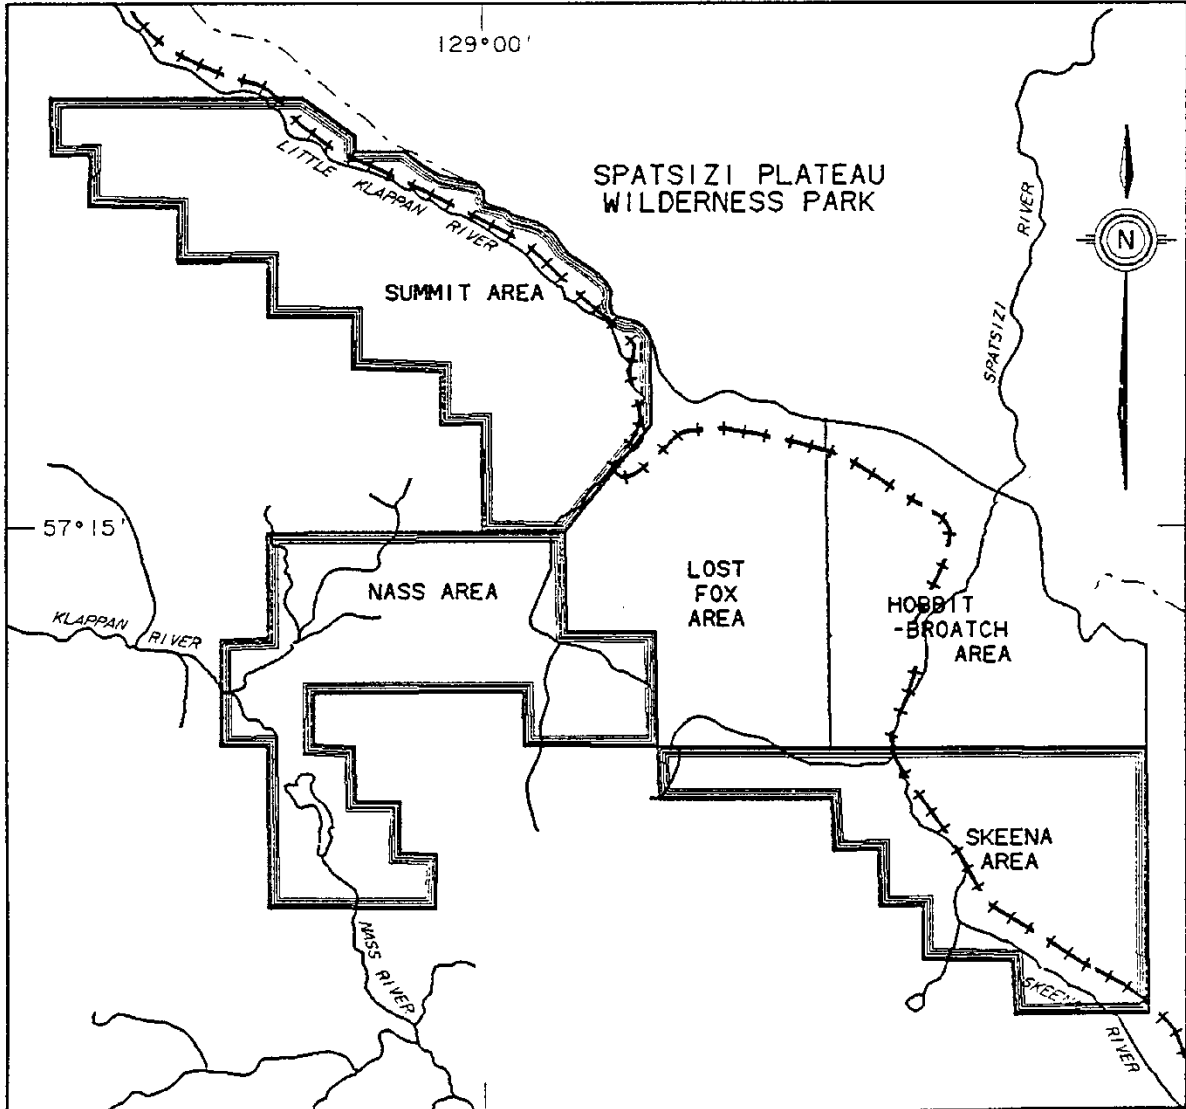 129°00'
SPATSIZI PLATEAU
WILDERNESS PARK
LITTLE KLAPPAN RIVER
SPATSIZI RIVER
N
SUMMIT AREA
57°15'
NASS AREA
LOST
FOX
AREA
HOBBIT
-BROATCH
AREA
KLAPPAN RIVER
SKEENA
AREA
NASS RIVER
SKEENA RIVER